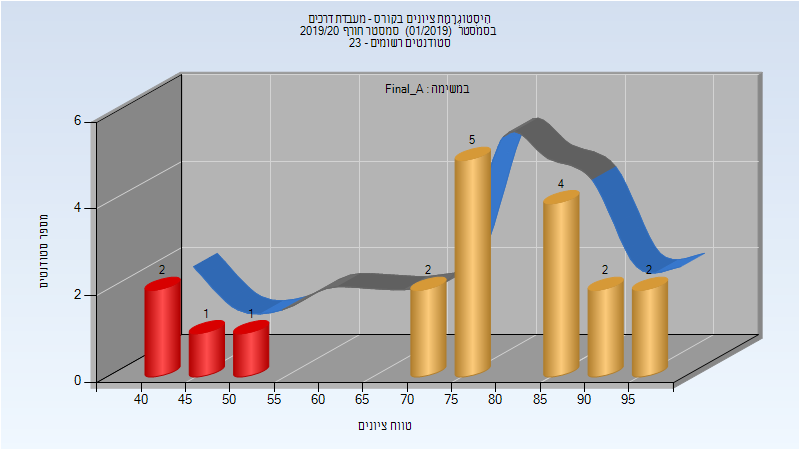 היסטוגרמת ציונים בקורס - מעבדת דרכים
בסמסטר (01/2019) סמסטר חורף 2019/20
סטודנטים רשומים - 23
במשימה : Final_A
מספר סטודנטים
6
4
2
0
2
1
1
2
5
4
2
2
40 45 50 55 60 65 70 75 80 85 90 95
טווח ציונים